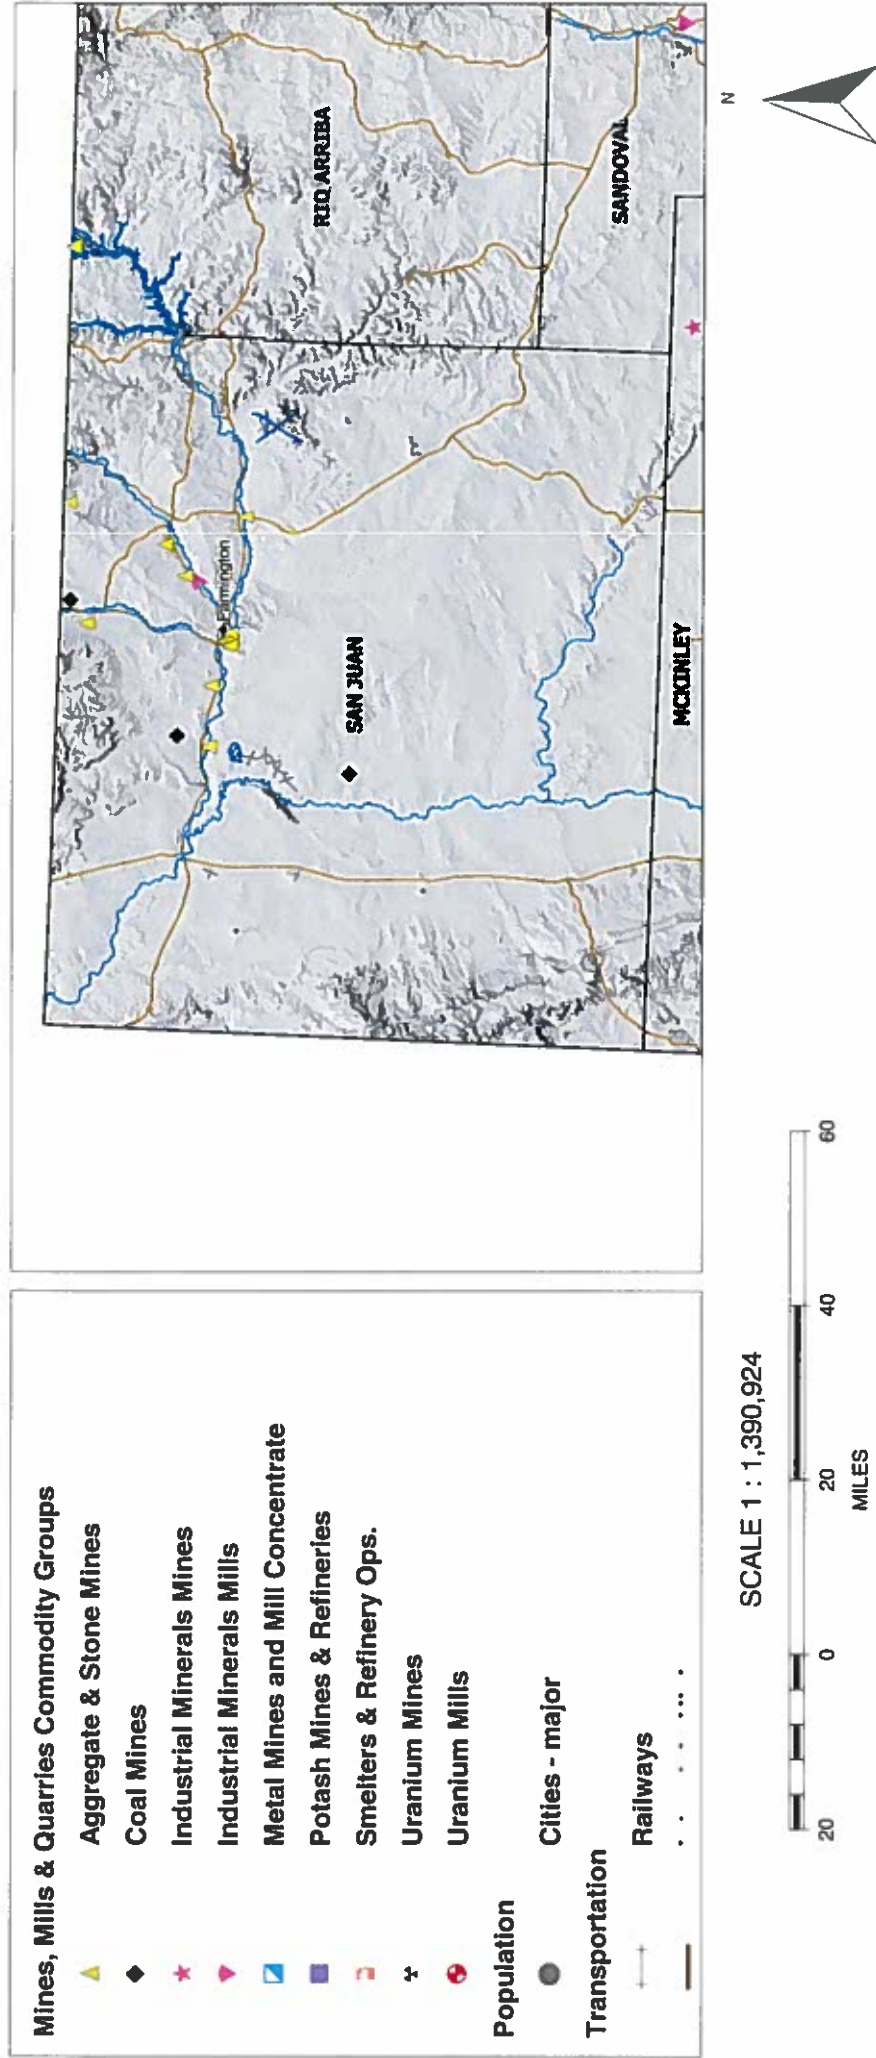 Mines, Mills & Quarries Commodity Groups
Aggregate & Stone Mines
Coal Mines
Industrial Minerals Mines
Industrial Minerals Mills
Metal Mines and Mill Concentrate
Potash Mines & Refineries
Smelters & Refinery Ops.
Uranium Mines
Uranium Mills
Population
Cities - major
Transportation
Railways
Farmington
SAN JUAN
RIO ARRIBA
SANDOVAL
MCKINLEY
N
SCALE 1 : 1,390,924
20 0 20 40 60
MILES